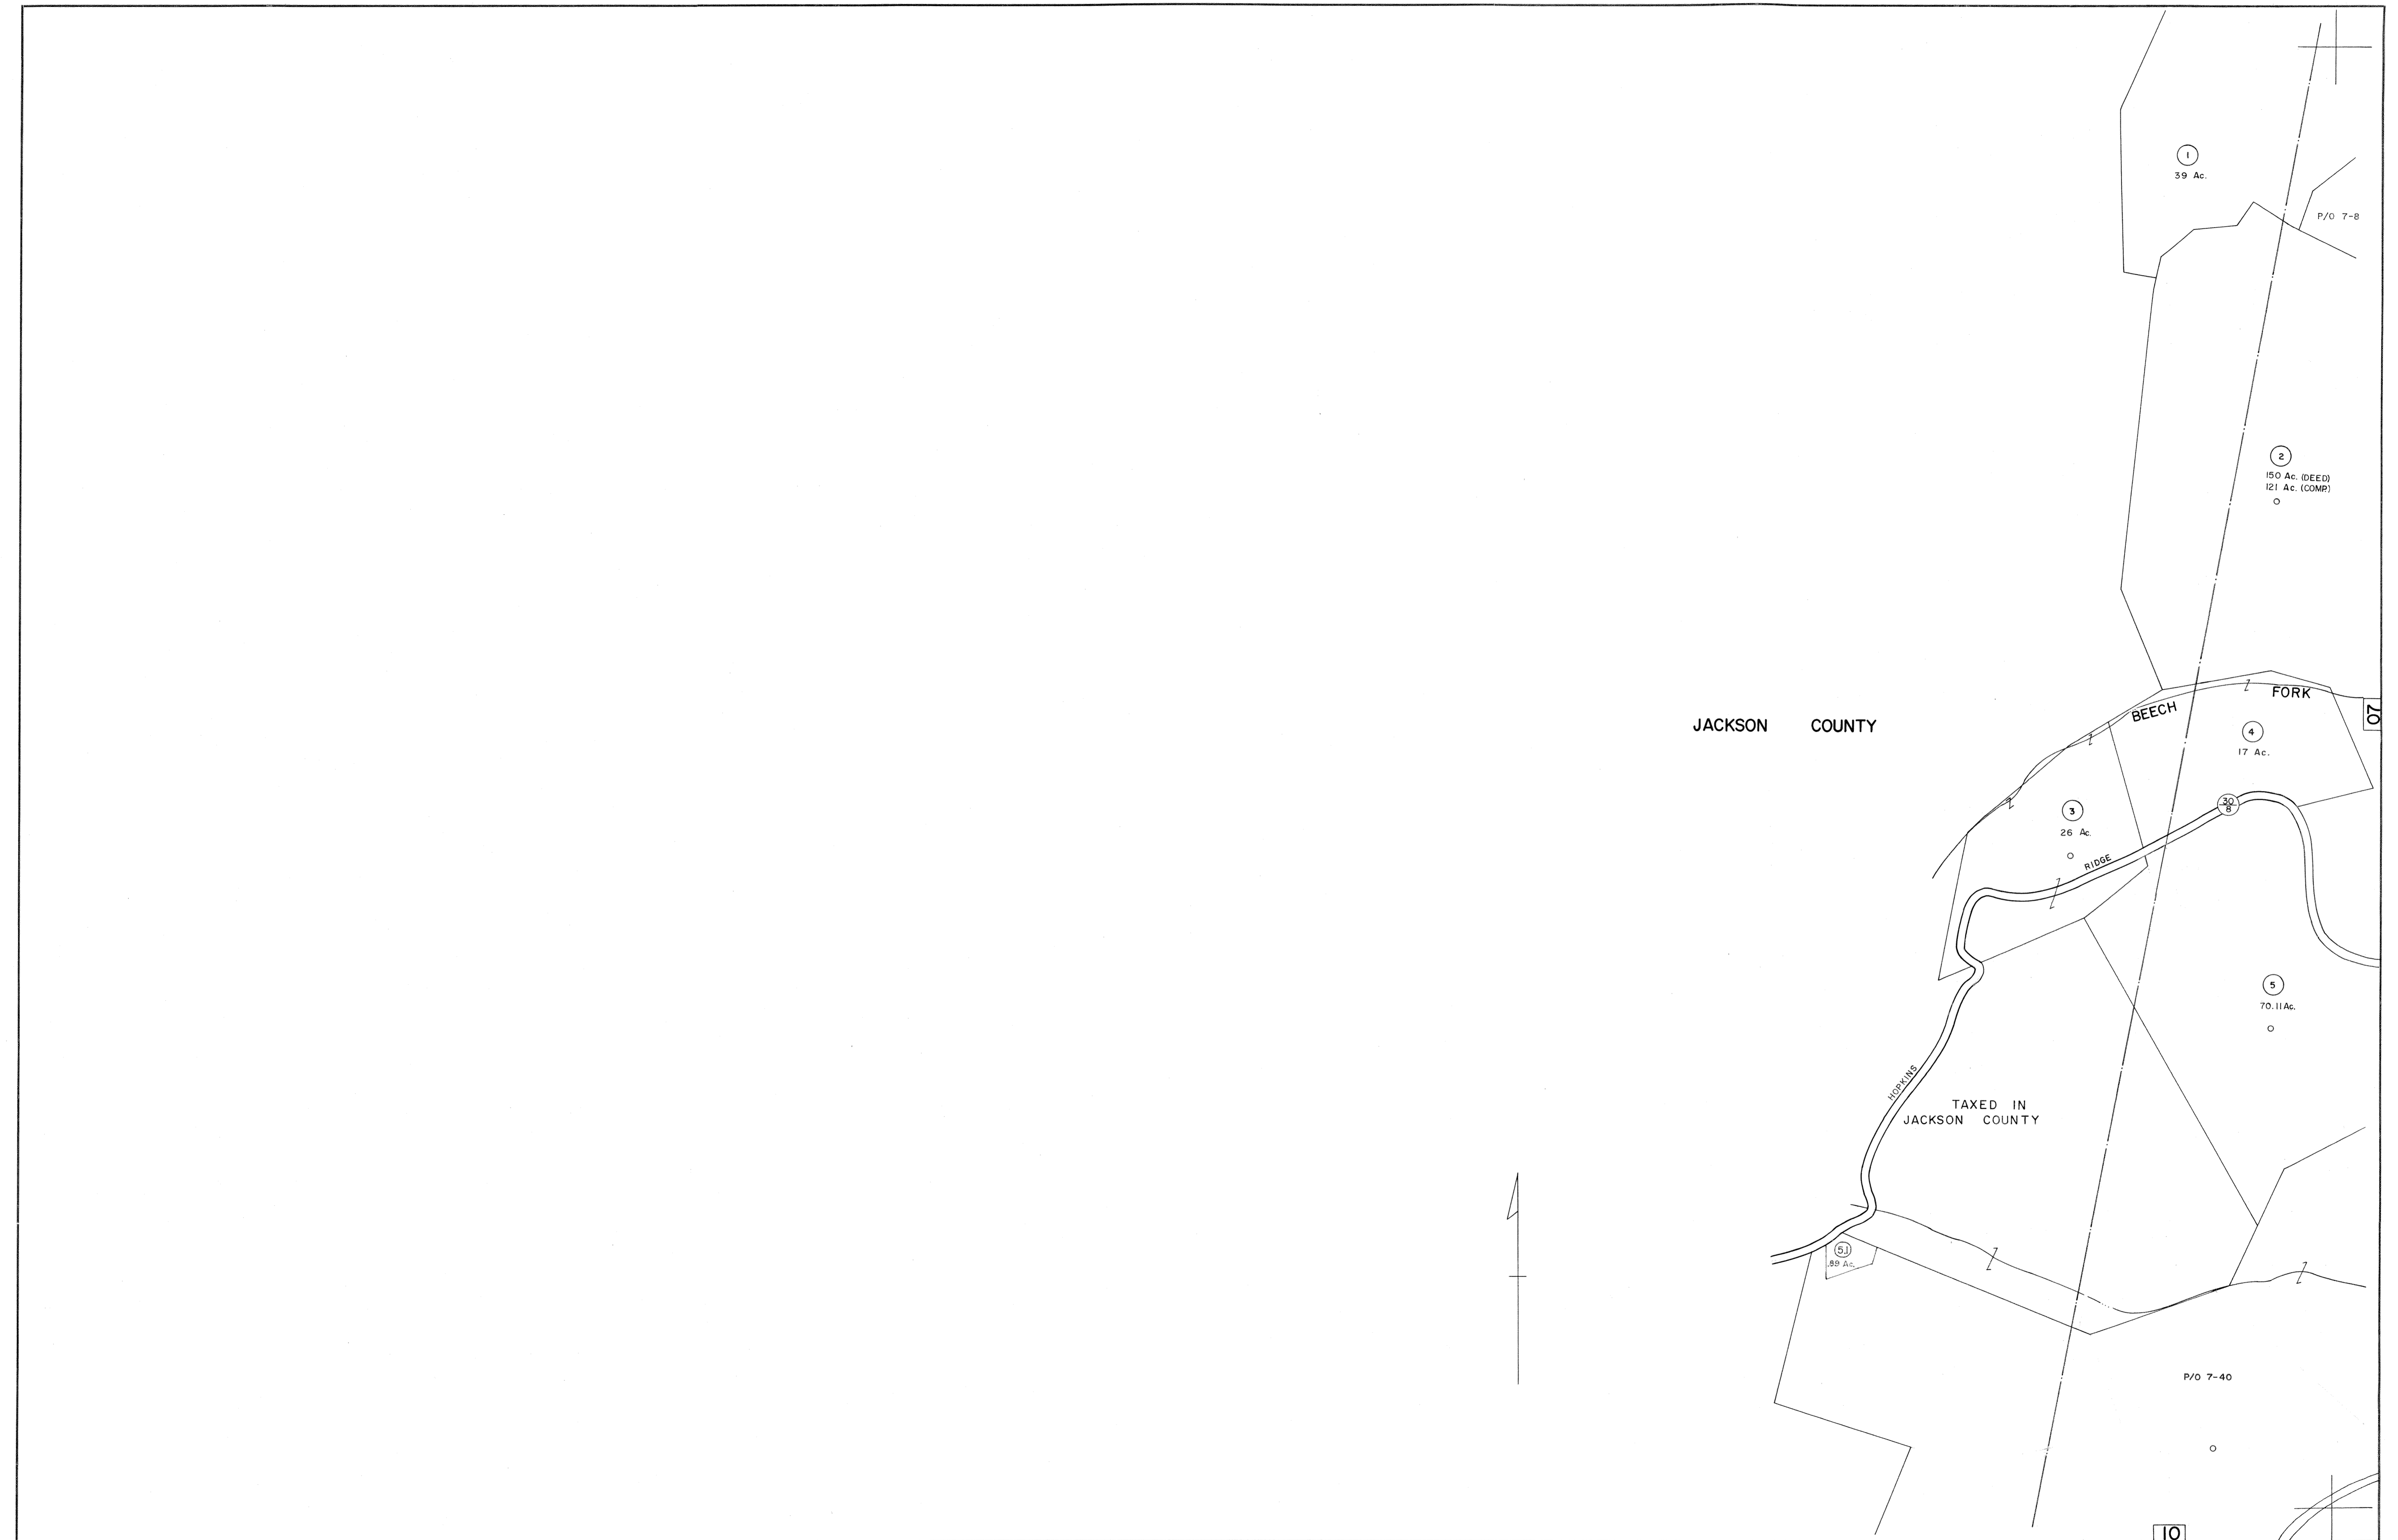 1
39 Ac.
P/O 7-8
2
150 Ac. (DEED)
121 Ac. (COMP.)
BEECH FORK
07
JACKSON COUNTY
4
17 Ac.
30
8
3
26 Ac.
RIDGE
5
70.11 Ac.
HOPKINS
TAXED IN
JACKSON COUNTY
5.1
.89 Ac.
P/O 7-40
10